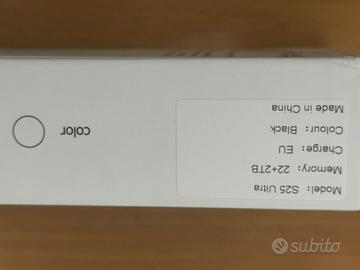 Model: S25 Ultra
Memory: 22+2TB
Charge: EU
Colour: Black
Made in China
color
subito